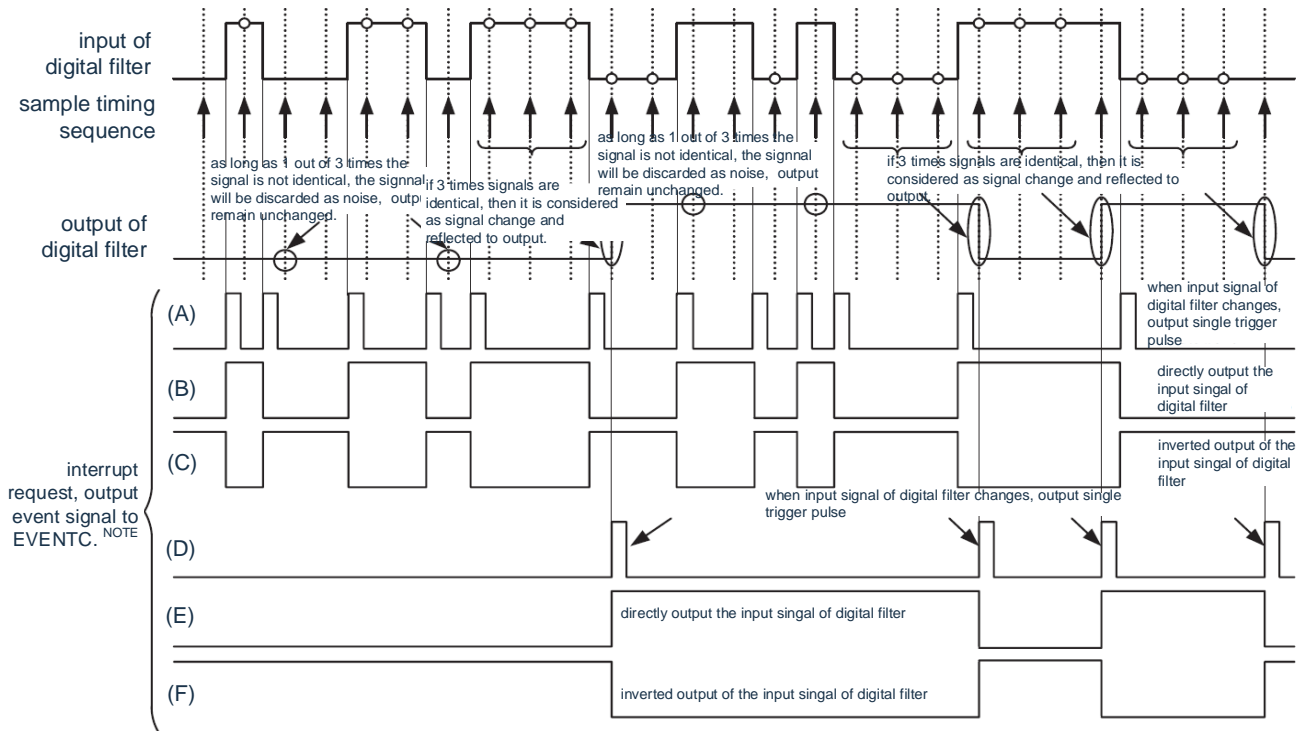 input of
digital filter
sample timing
sequence
as long as 1 out of 3 times the
signal is not identical, the signnal
will be discarded as noise, outp
remain unchanged.
if 3 times signals are
identical, then it is considered
as signal change and
reflected to output.
as long as 1 out of 3 times the
signal is not identical, the signnal
will be discarded as noise, output
remain unchanged.
if 3 times signals are identical, then it is
considered as signal change and reflected to
output.
output of
digital filter
(A)
when input signal of
digital filter changes,
output single trigger
pulse
(B)
directly output the
input singal of
digital filter
(C)
inverted output of the
input singal of digital
filter
interrupt
request, output
event signal to
EVENTC. NOTE
when input signal of digital filter changes, output single
trigger pulse
(D)
(E)
directly output the input singal of digital filter
(F)
inverted output of the input singal of digital filter